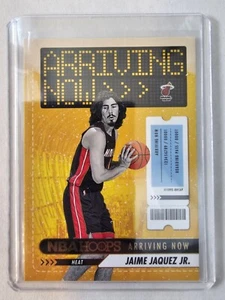 ARRIVING
NOW >>
NBA HOOPS ARRIVING NOW
HEAT JAIME JAQUEZ JR.